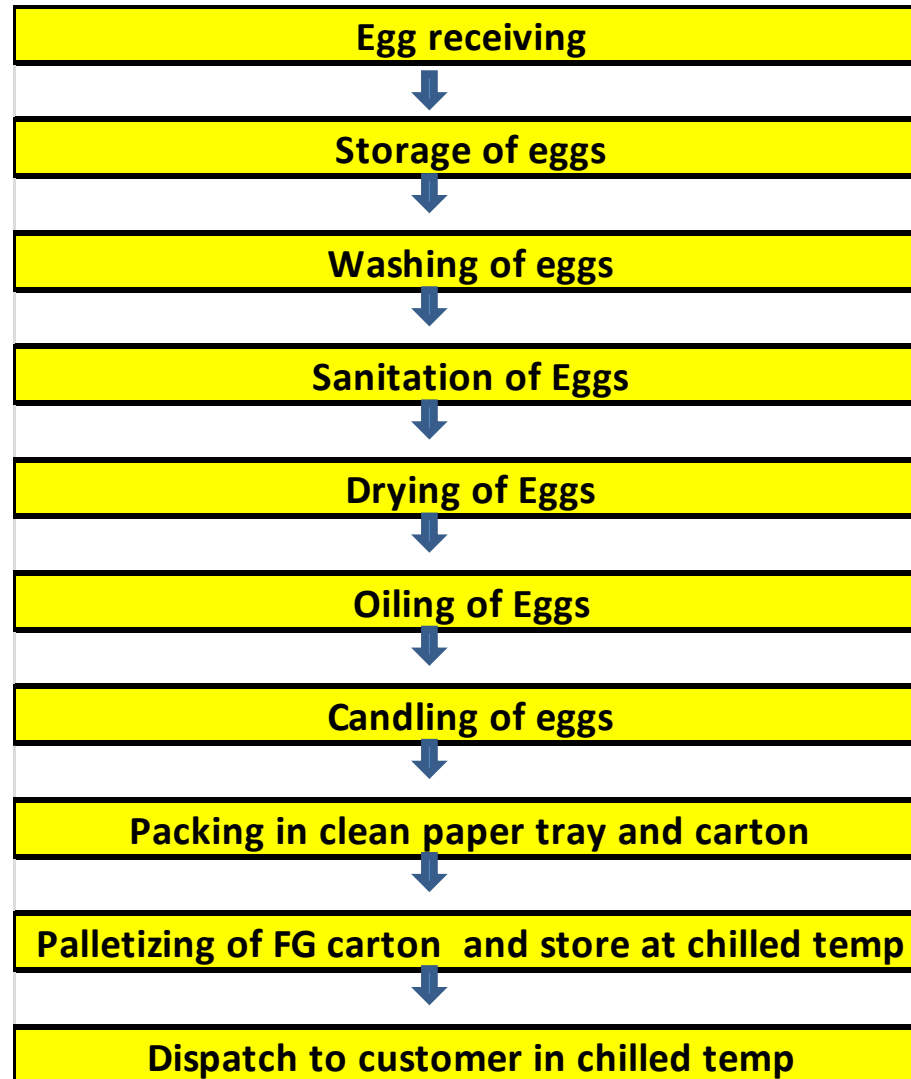 Egg receiving
Storage of eggs
Washing of eggs
Sanitation of Eggs
Drying of Eggs
Oiling of Eggs
Candling of eggs
Packing in clean paper tray and carton
Palletizing of FG carton  and store at chilled temp
Dispatch to customer in chilled temp